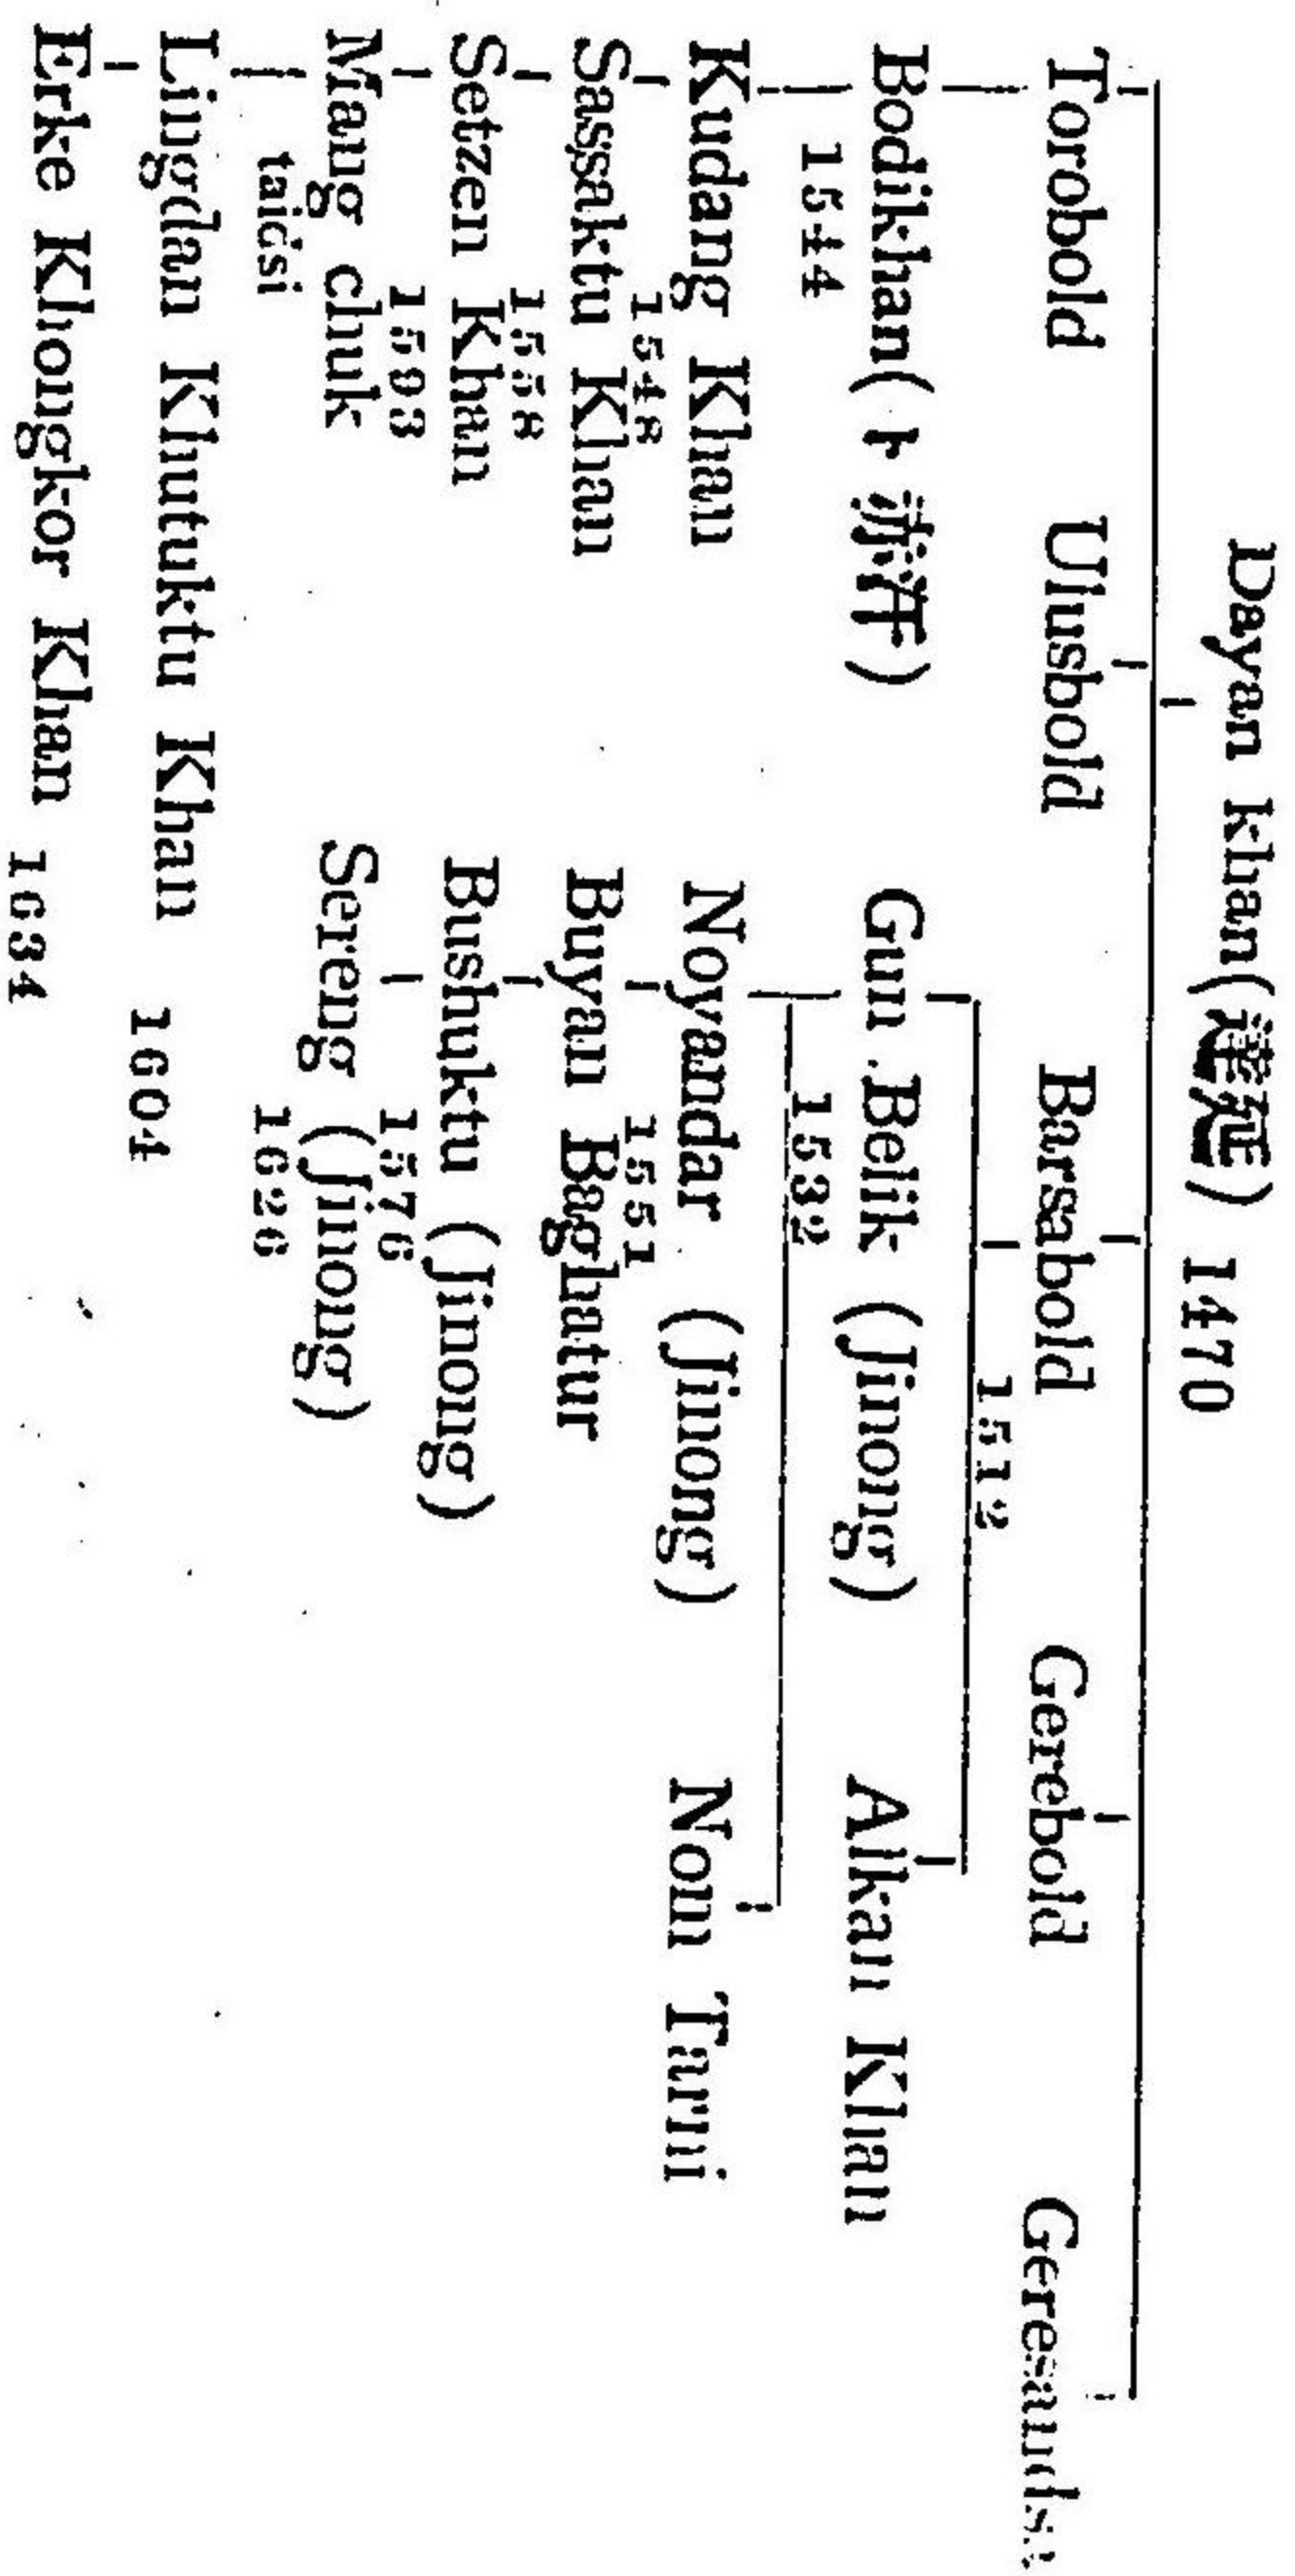 Dayan khan(達延) 1470
Torobold Ulusbold Barsabold Gerebold
1512
Bodikhan(卜赤汗) Gun Belik (Jinong) Alkan Khan
1544 1532
Kudang Khan Noyandar (Jinong) Nom Tarni
1548 1551
Sassaktu Khan Buyan Baghatur
1558
Setzen Khan Bushuktu (Jinong)
1593 1576
Mang chuk Sereng (Jinong)
taidsi 1626
Lingdan Khutuktu Khan
1604
Erke Khongkor Khan
1634